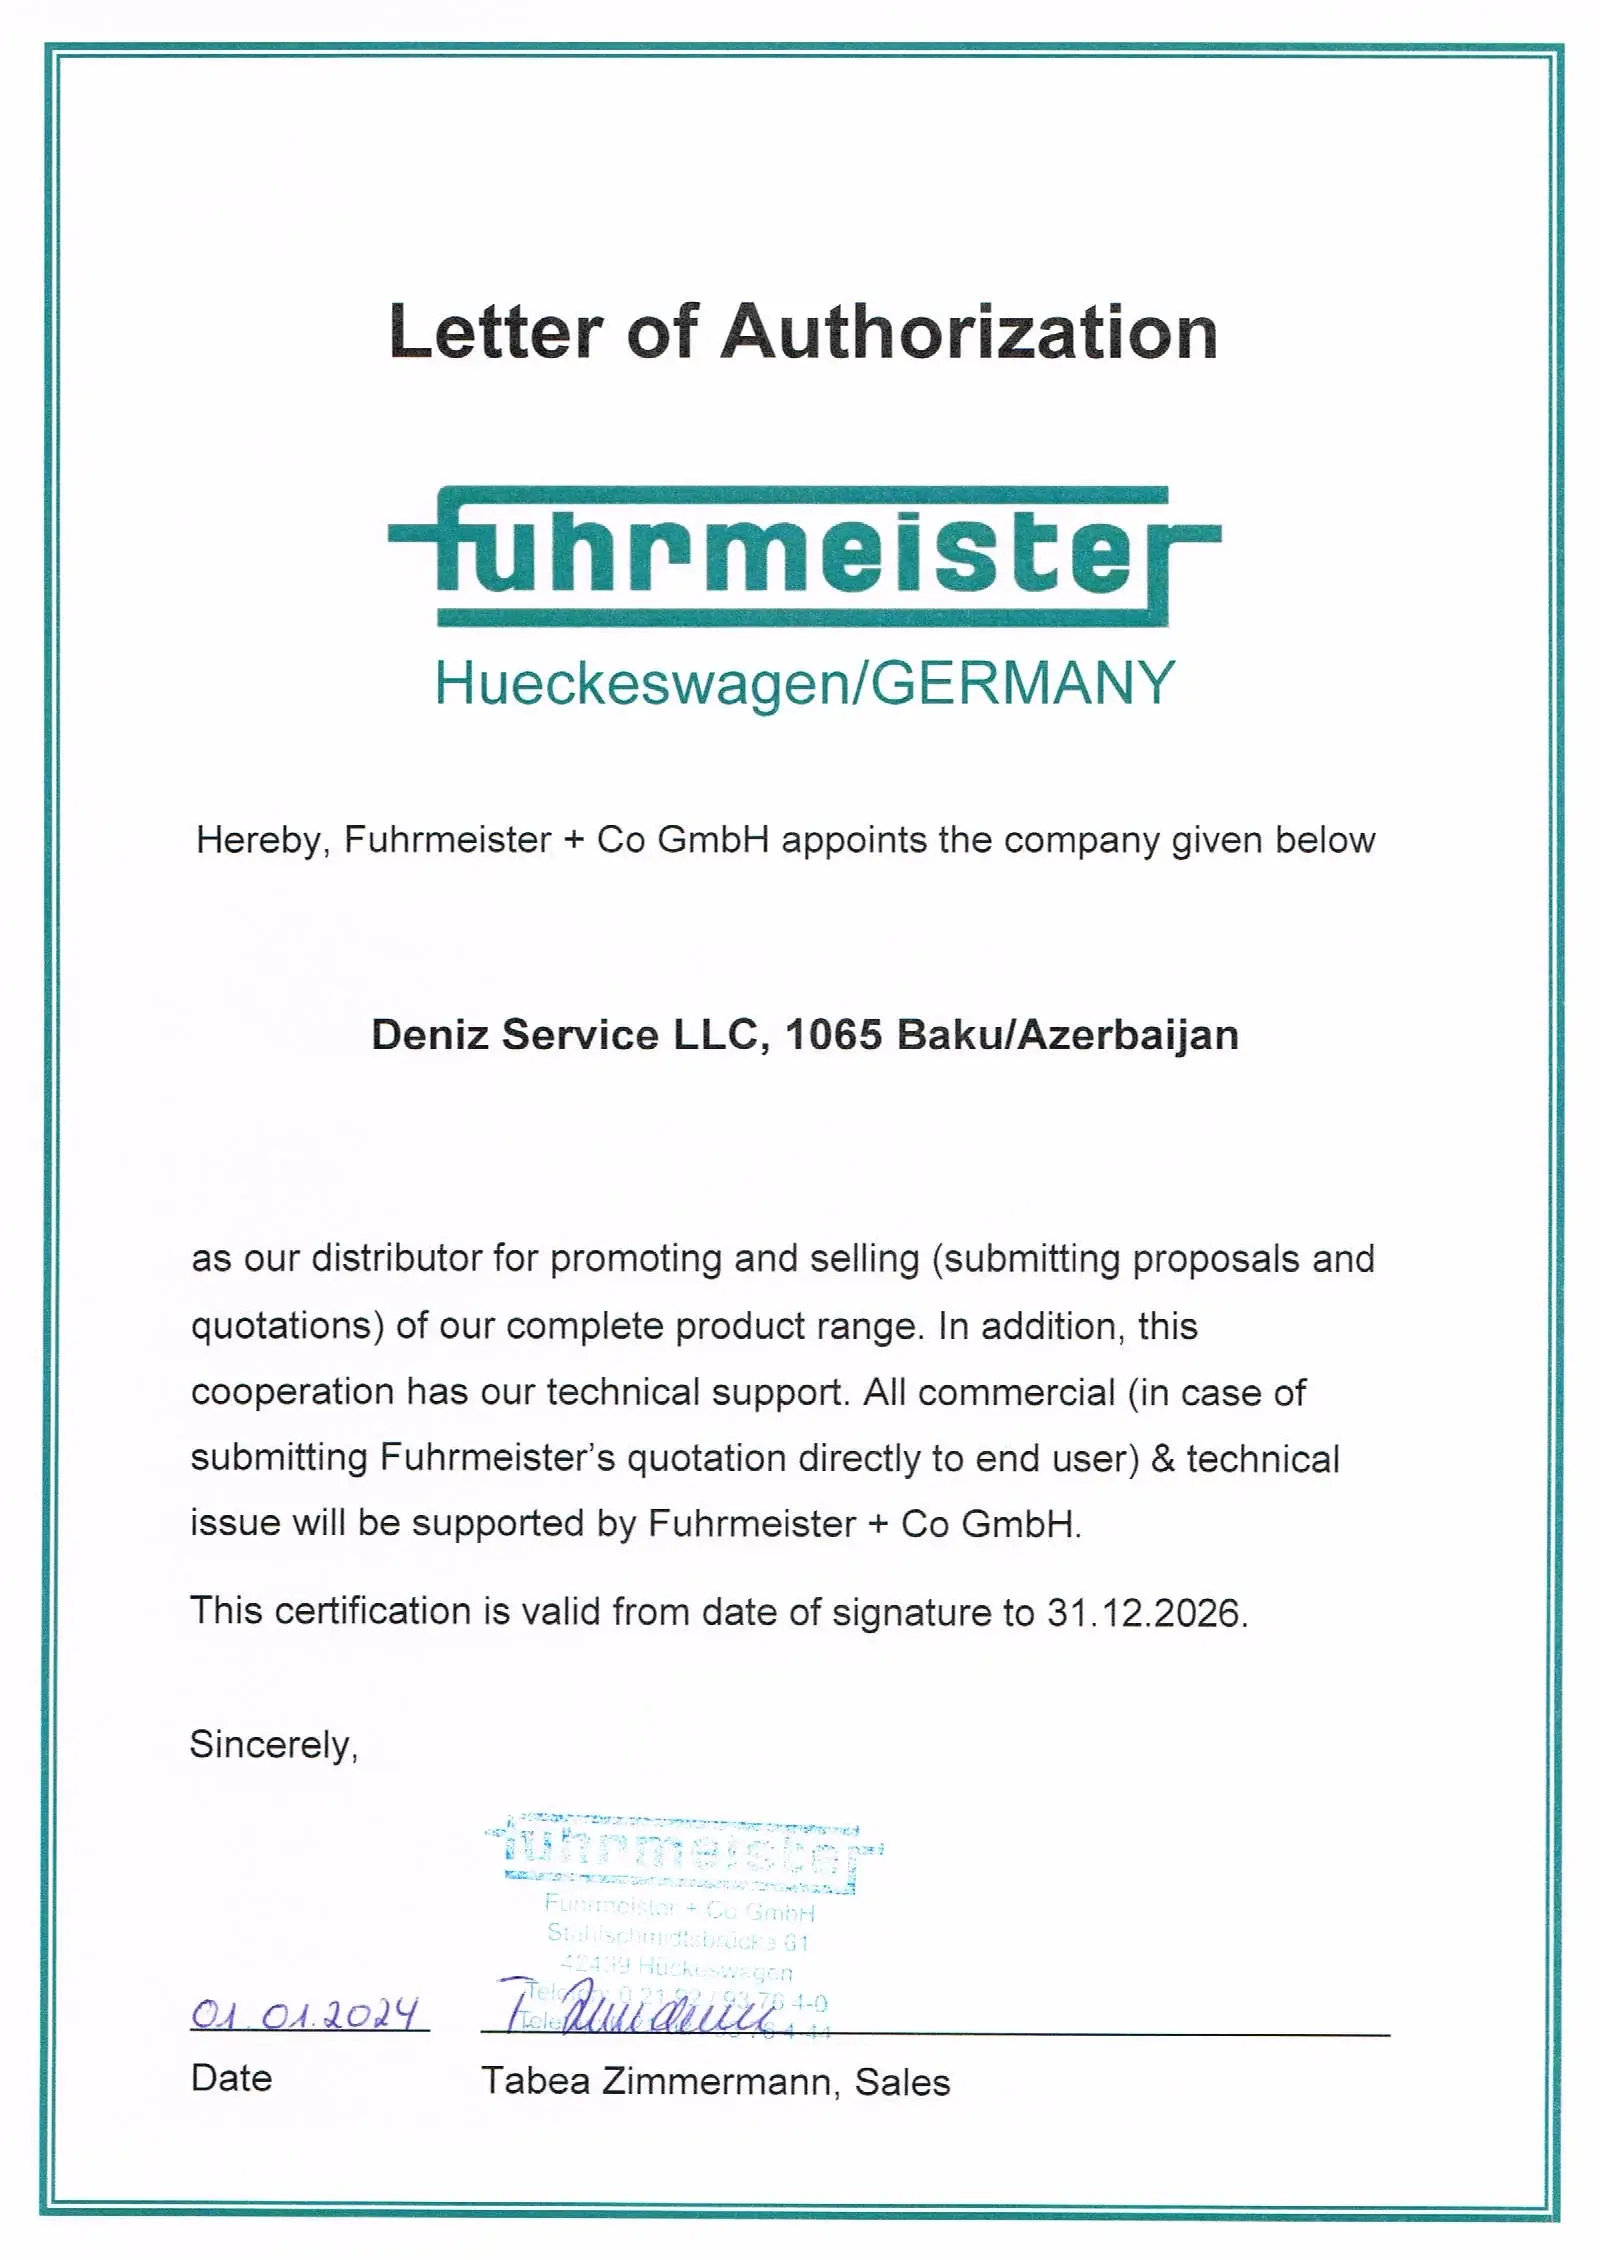 Letter of Authorization
fuhrmeister
Hueckeswagen/GERMANY
Hereby, Fuhrmeister + Co GmbH appoints the company given below
Deniz Service LLC, 1065 Baku/Azerbaijan
as our distributor for promoting and selling (submitting proposals and
quotations) of our complete product range. In addition, this
cooperation has our technical support. All commercial (in case of
submitting Fuhrmeister’s quotation directly to end user) & technical
issue will be supported by Fuhrmeister + Co GmbH.
This certification is valid from date of signature to 31.12.2026.
Sincerely,
fuhrmeister
Fuhrmeister + Co GmbH
Stahlschmidtsbrücke 61
42499 Hückeswagen
Telefon: 0 21 92 / 93 76 4-0
4-44
01.01.2024
T. Zimmermann
Date
Tabea Zimmermann, Sales